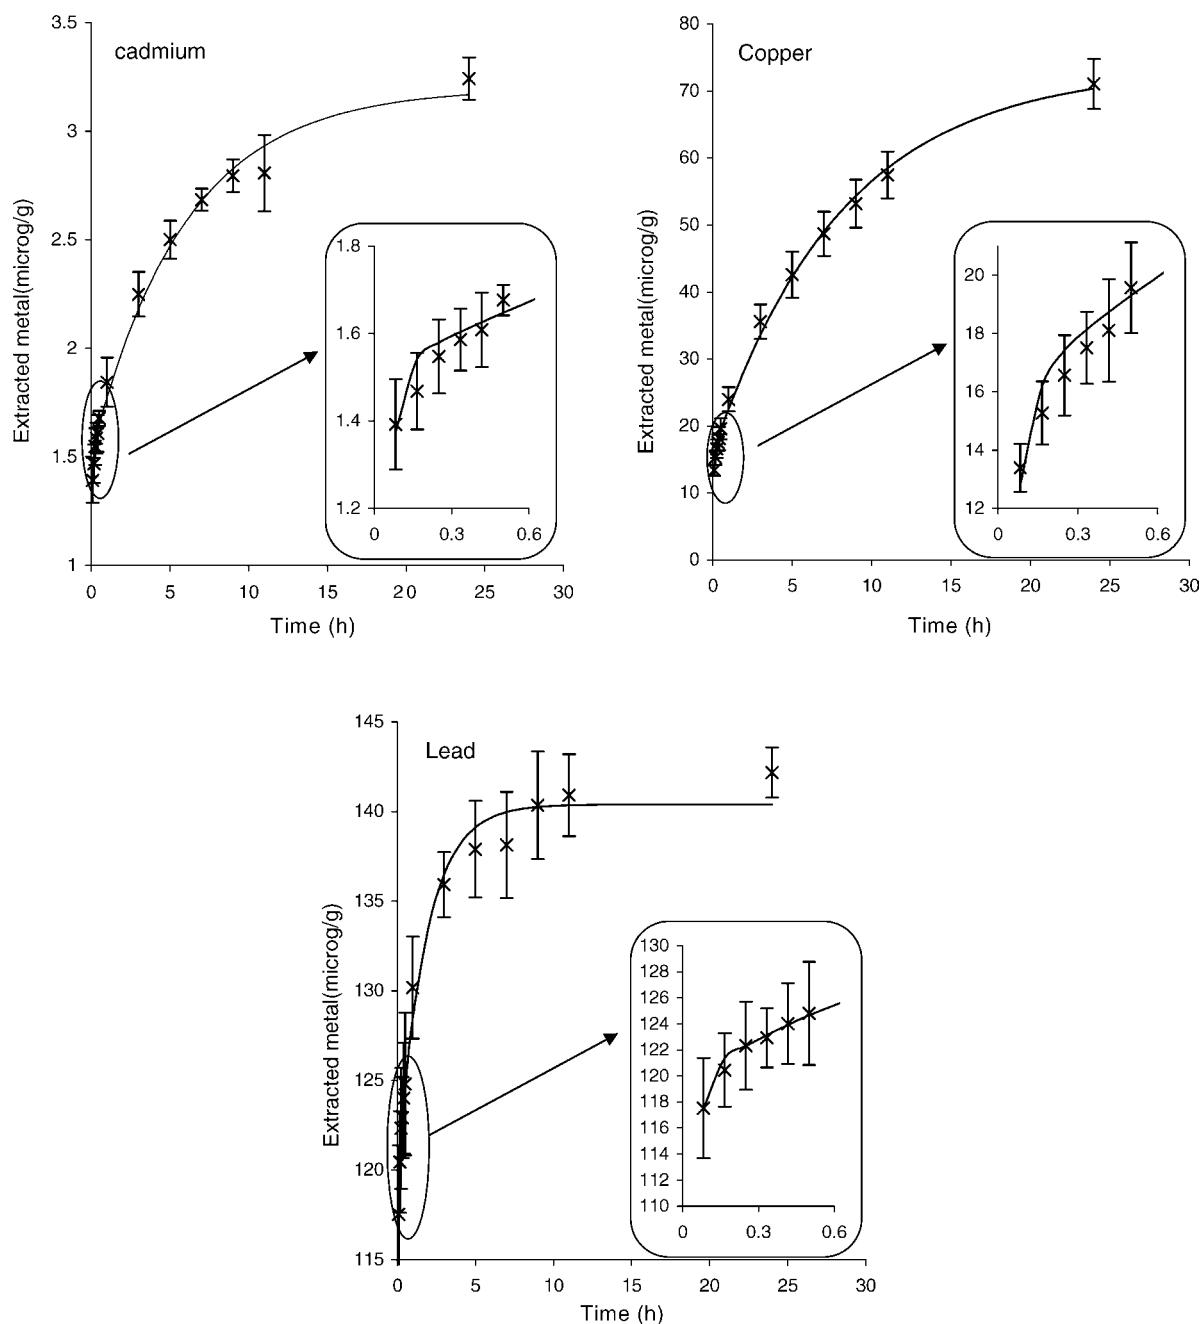 cadmium
Extracted metal(microg/g)
3.5
3
2.5
2
1.5
1
0 5 10 15 20 25 30
Time (h)
1.8
1.6
1.4
1.2
0 0.3 0.6
Copper
Extracted metal(microg/g)
80
70
60
50
40
30
20
10
0
0 5 10 15 20 25 30
Time (h)
20
18
16
14
12
0 0.3 0.6
Lead
Extracted metal(microg/g)
145
140
135
130
125
120
115
0 5 10 15 20 25 30
Time (h)
130
128
126
124
122
120
118
116
114
112
110
0 0.3 0.6